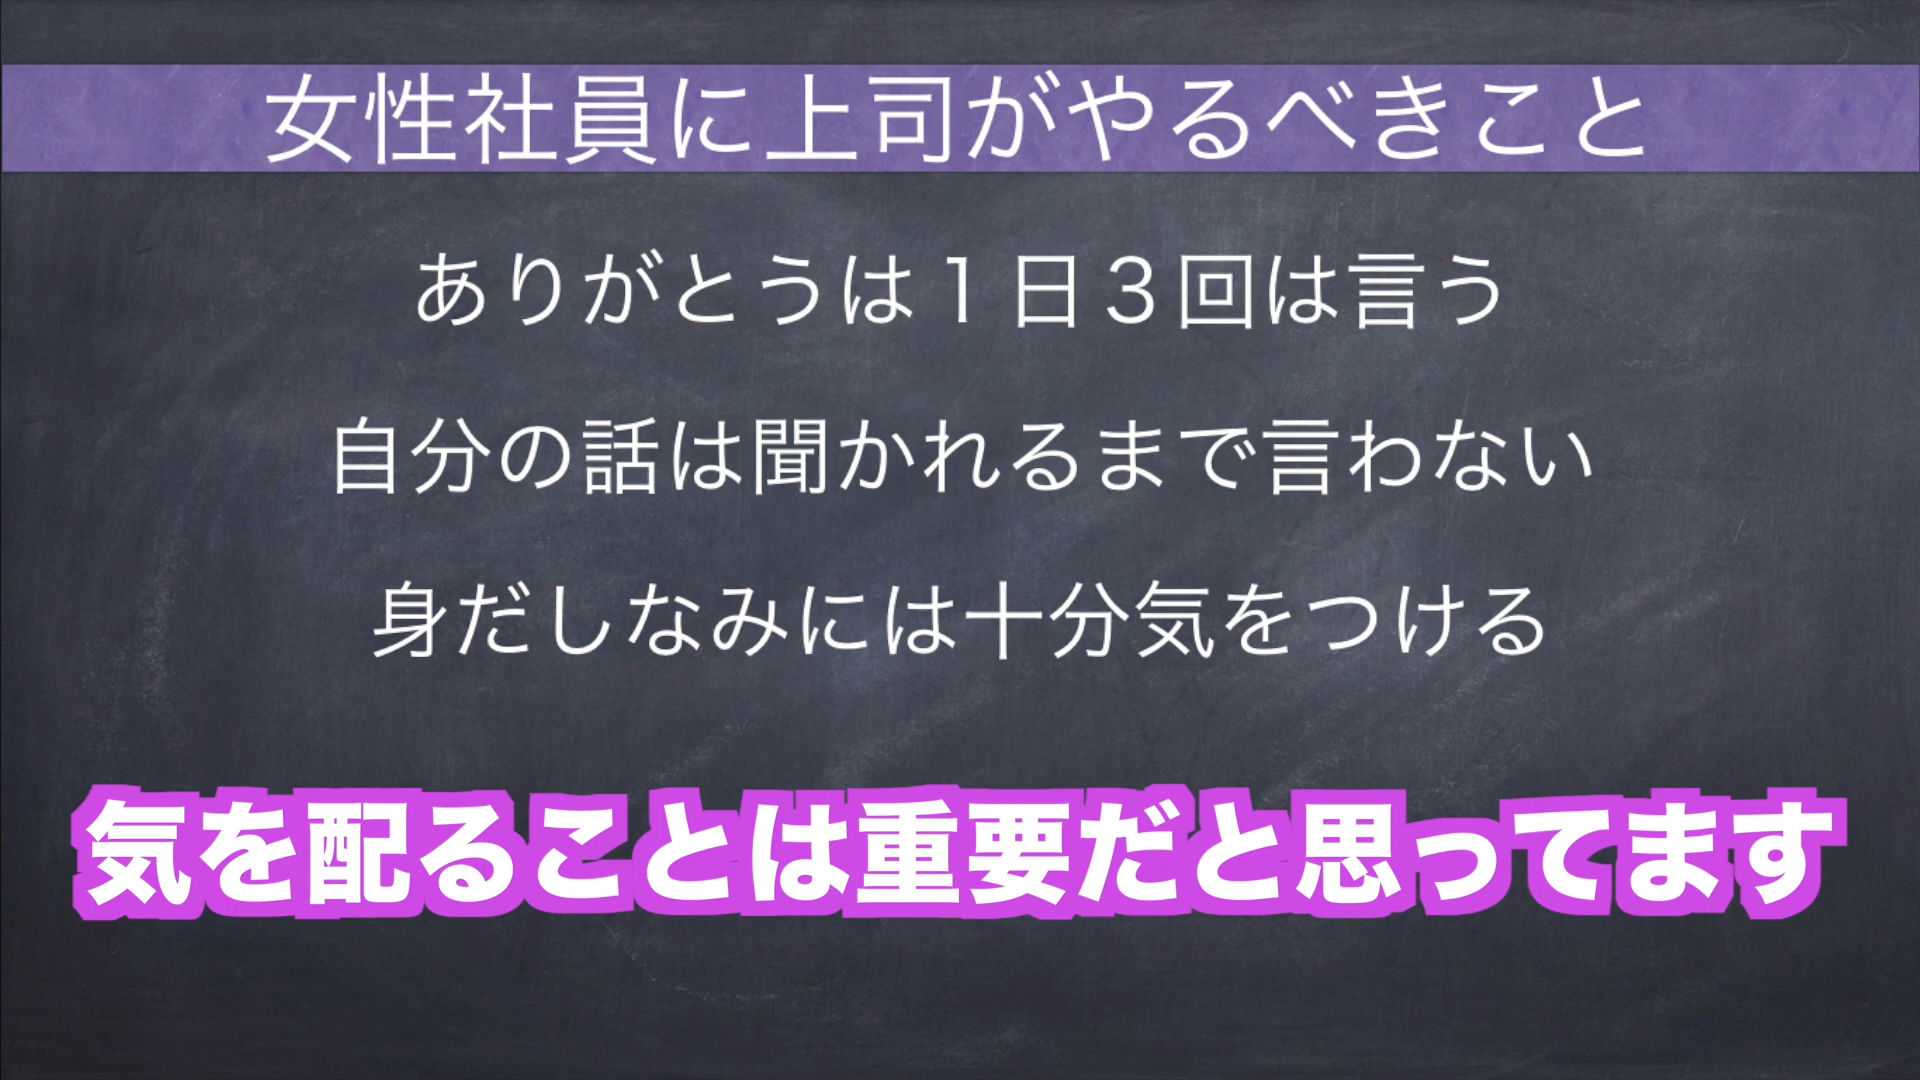 女性社員に上司がやるべきこと
ありがとうは１日３回は言う
自分の話は聞かれるまで言わない
身だしなみには十分気をつける
気を配ることは重要だと思ってます